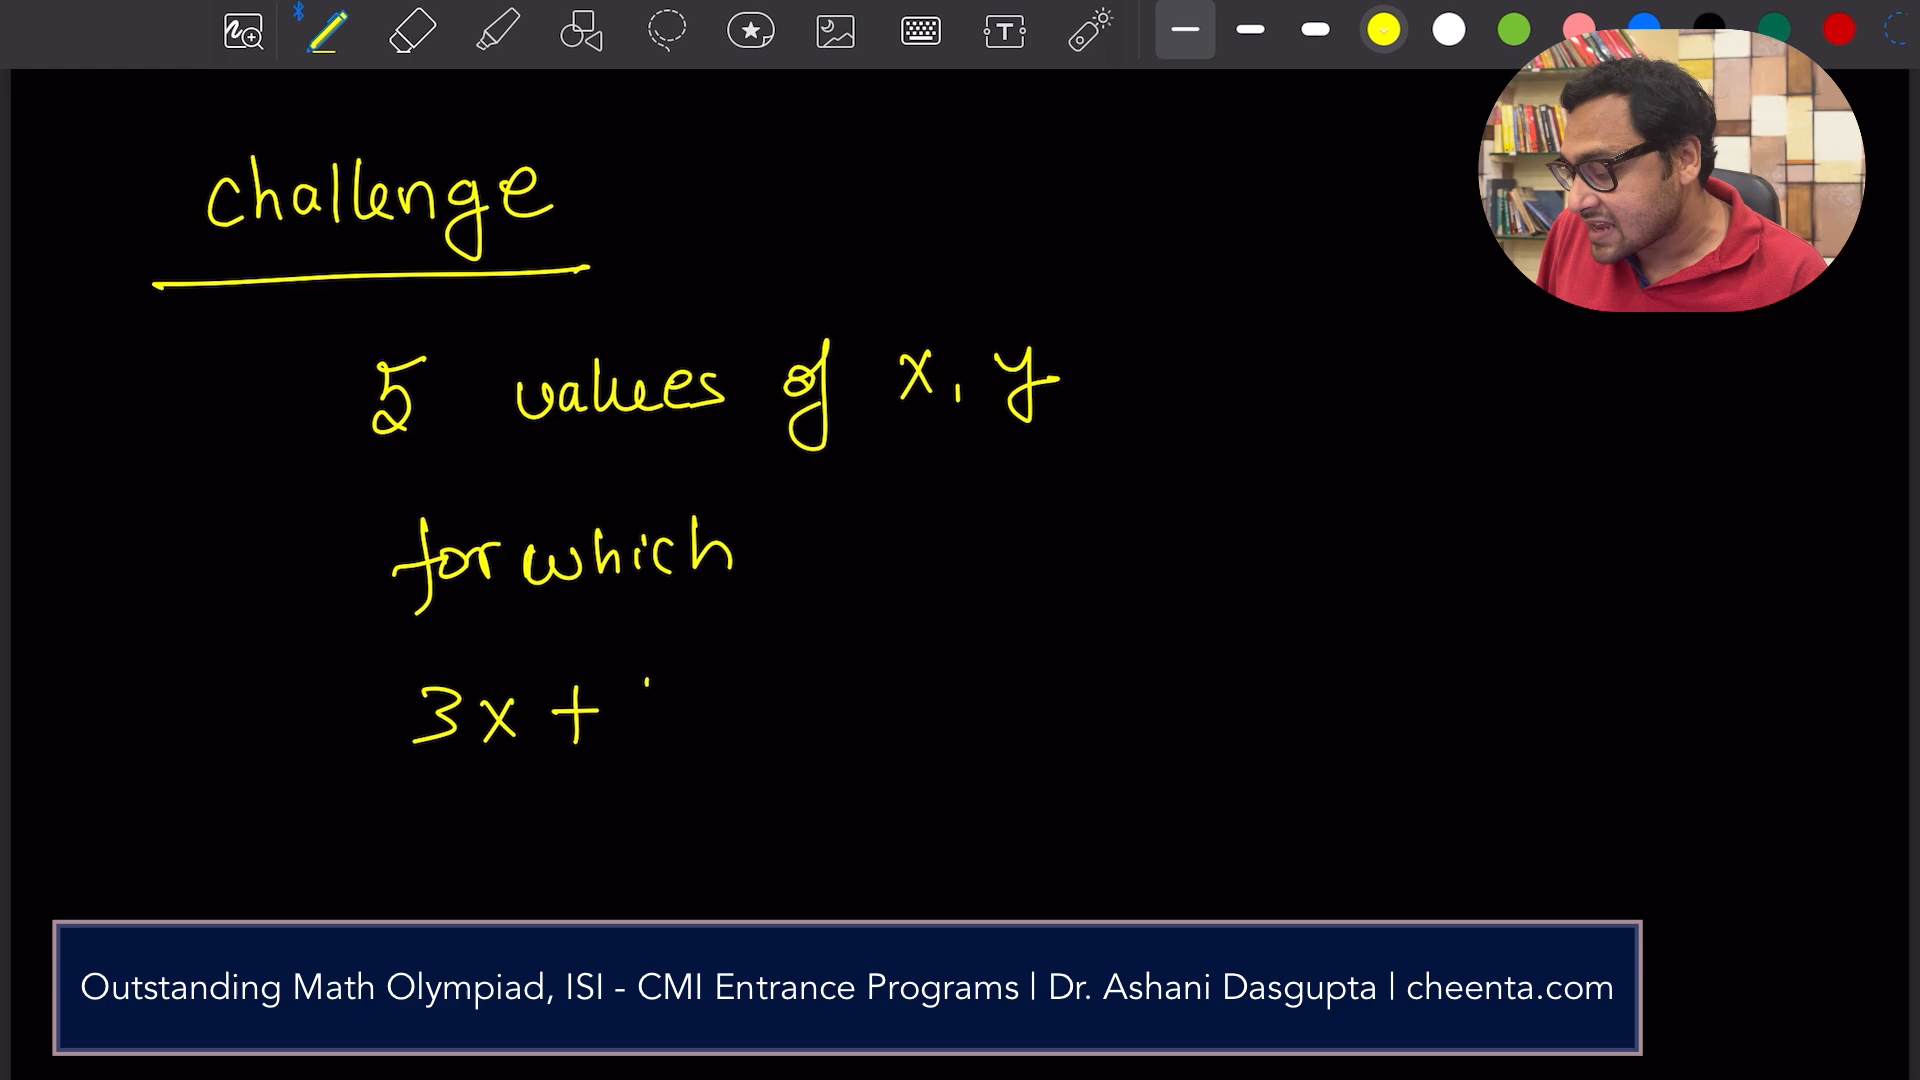 challenge
5 values of x, y
for which
3x +
Outstanding Math Olympiad, ISI - CMI Entrance Programs | Dr. Ashani Dasgupta | cheenta.com